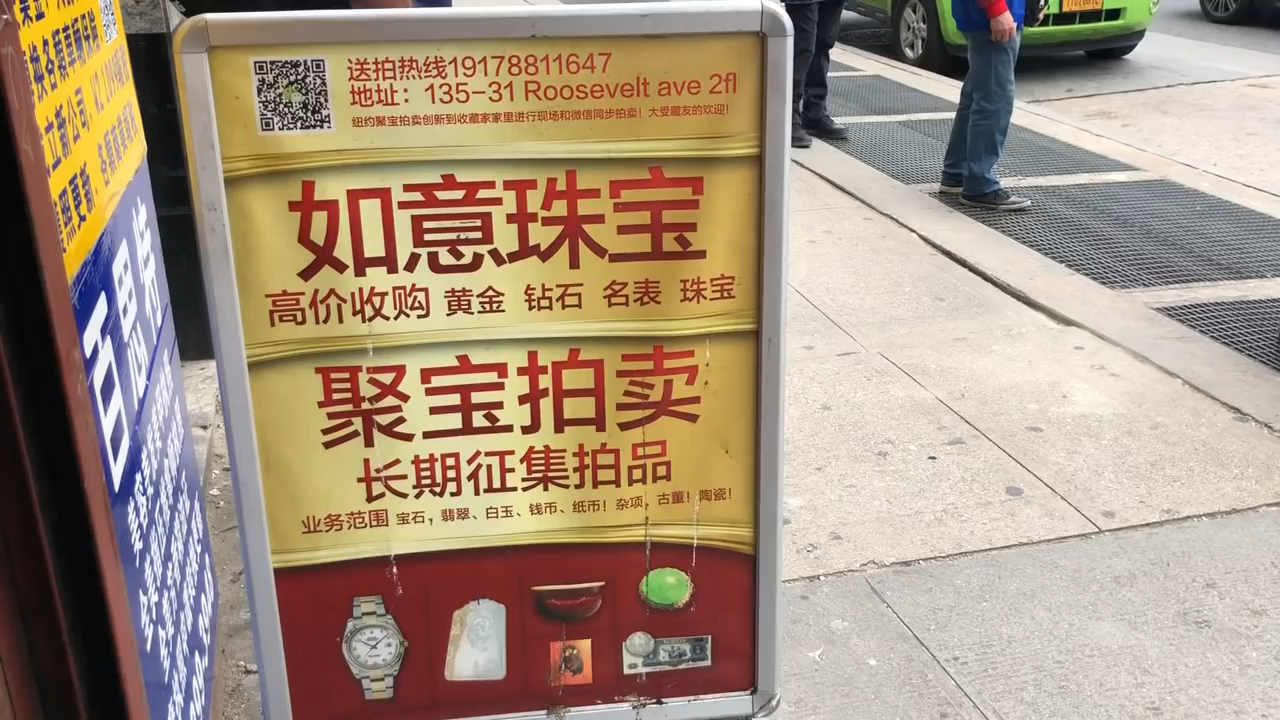 送拍热线19178811647
地址：135-31 Roosevelt ave 2fl
纽约聚宝拍卖创新到收藏家家里进行现场和微信同步拍卖！大受藏友的欢迎！
如意珠宝
高价收购 黄金 钻石 名表 珠宝
聚宝拍卖
长期征集拍品
业务范围 宝石，翡翠、白玉、钱币、纸币！杂项，古董！陶瓷！
百思特